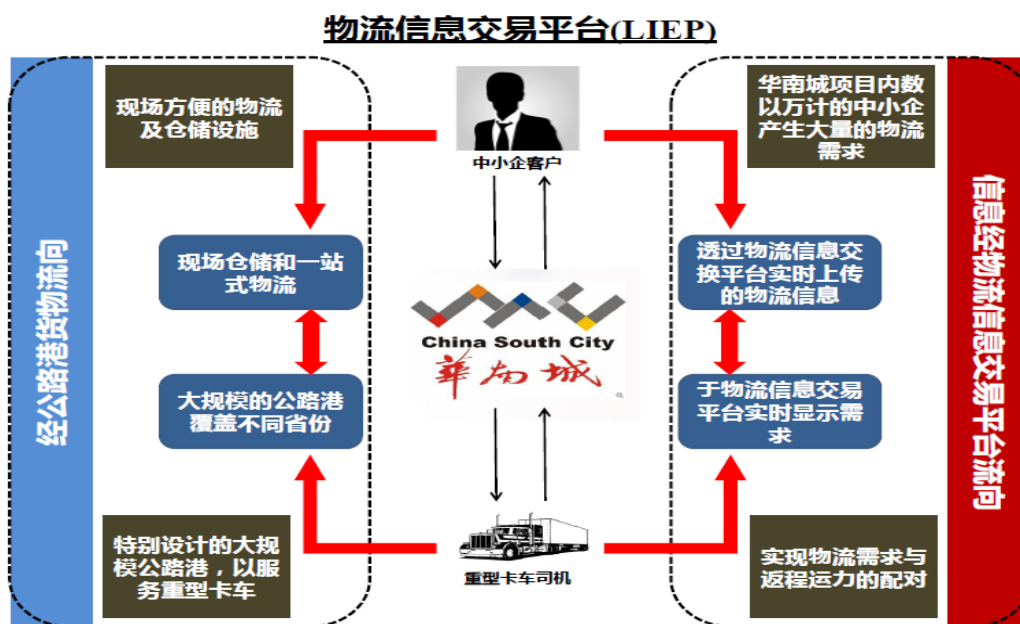 物流信息交易平台(LIEP)
经公路港货物流向
现场方便的物流
及仓储设施
现场仓储和一站
式物流
大规模的公路港
覆盖不同省份
特别设计的大规
模公路港，以服
务重型卡车
中小企客户
China South City
华南城
重型卡车司机
华南城项目内数
以万计的中小企
产生大量的物流
需求
透过物流信息交
换平台实时上传
的物流信息
于物流信息交易
平台实时显示需
求
实现物流需求与
返程运力的配对
信息经物流信息交易平台流向